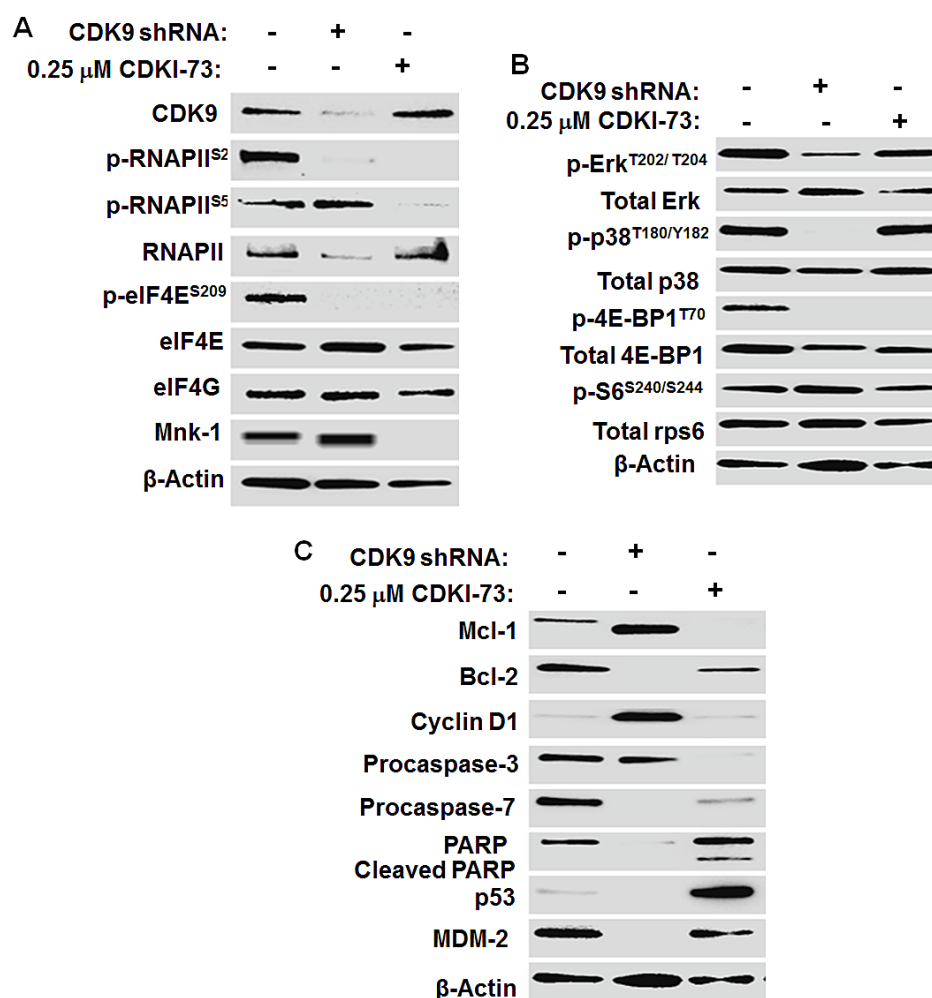 A
CDK9 shRNA: - + -
0.25 μM CDKI-73: - - +
CDK9
p-RNAPII^S2
p-RNAPII^S5
RNAPII
p-eIF4E^S209
eIF4E
eIF4G
Mnk-1
β-Actin
B
CDK9 shRNA: - + -
0.25 μM CDKI-73: - - +
p-Erk^T202/ T204
Total Erk
p-p38^T180/Y182
Total p38
p-4E-BP1^T70
Total 4E-BP1
p-S6^S240/S244
Total rps6
β-Actin
C
CDK9 shRNA: - + -
0.25 μM CDKI-73: - - +
Mcl-1
Bcl-2
Cyclin D1
Procaspase-3
Procaspase-7
PARP
Cleaved PARP
p53
MDM-2
β-Actin